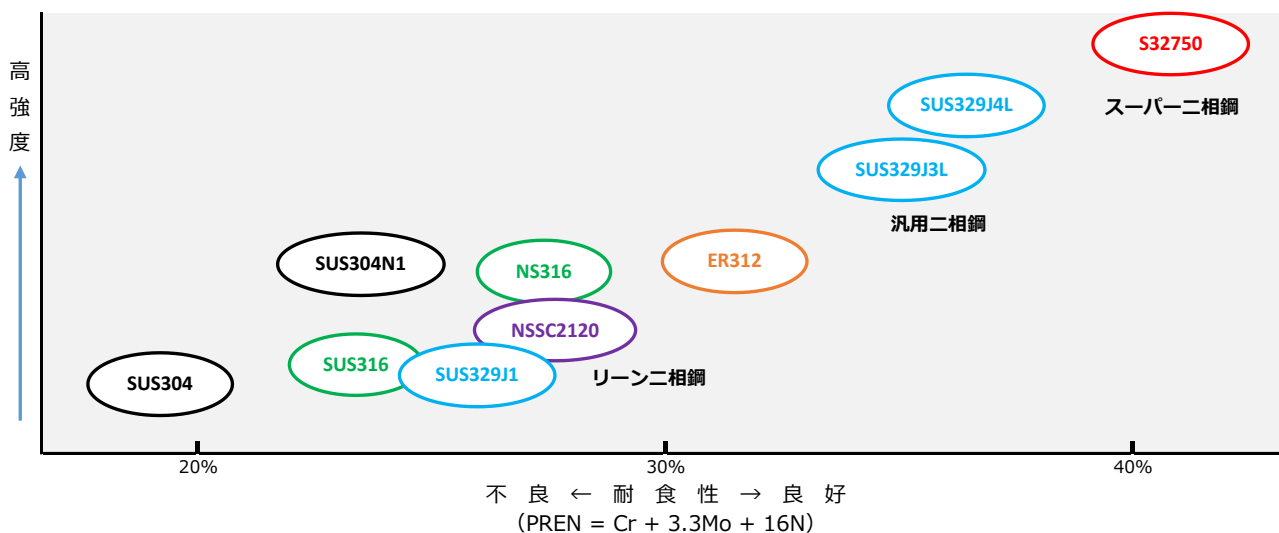 高強度
S32750
スーパー二相鋼
SUS329J4L
SUS329J3L
汎用二相鋼
SUS304N1
NS316
ER312
NSSC2120
SUS316
SUS329J1
リーン二相鋼
SUS304
20%
30%
40%
不 良 ← 耐 食 性 → 良 好
（PREN = Cr + 3.3Mo + 16N）